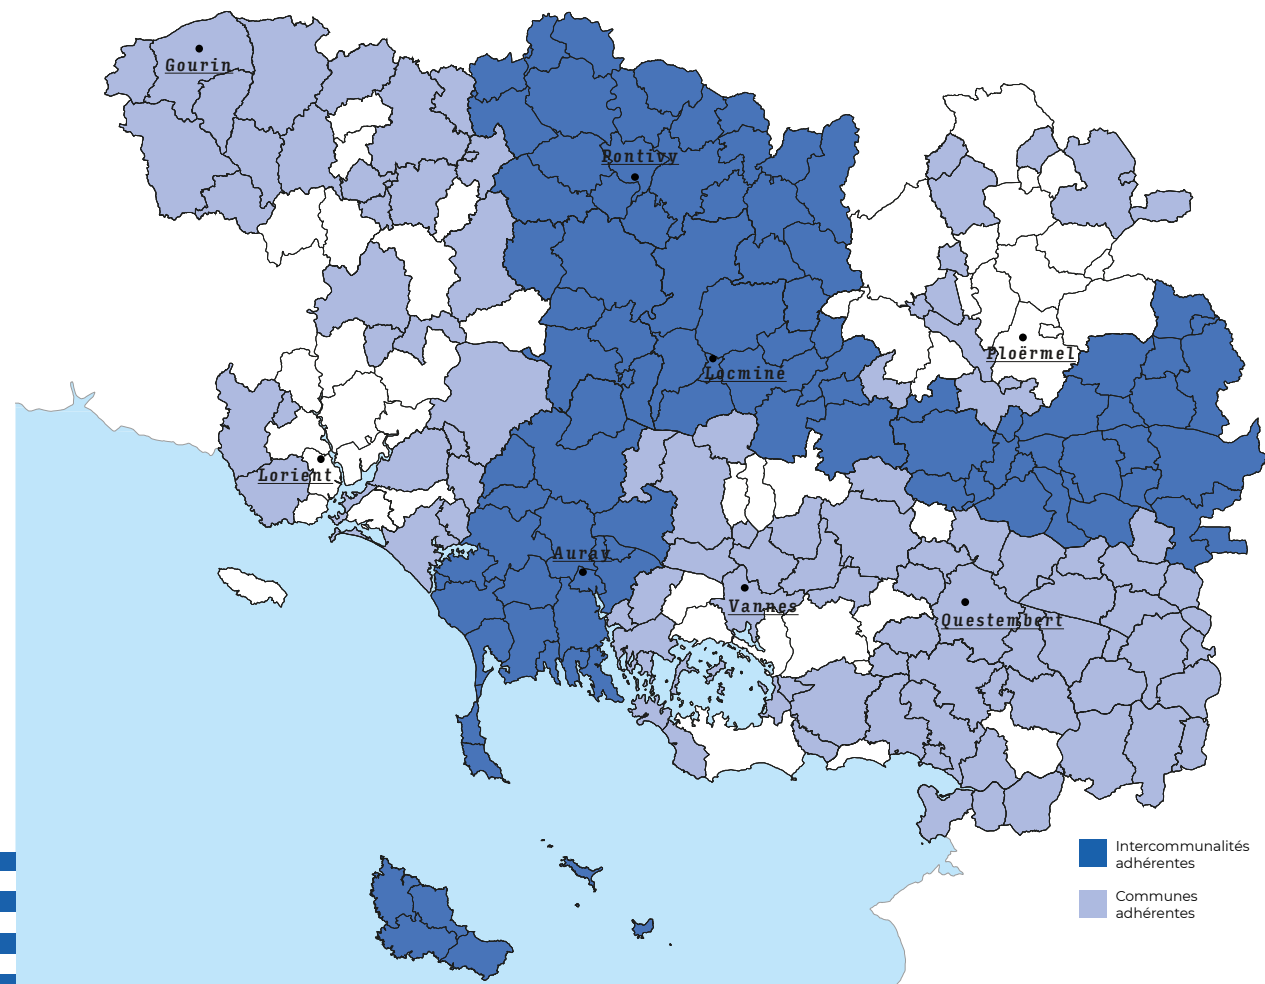 Gourin
Pontivy
Ploërmel
Locminé
Lorient
Auray
Vannes
Questembert
Intercommunalités
adhérentes
Communes
adhérentes